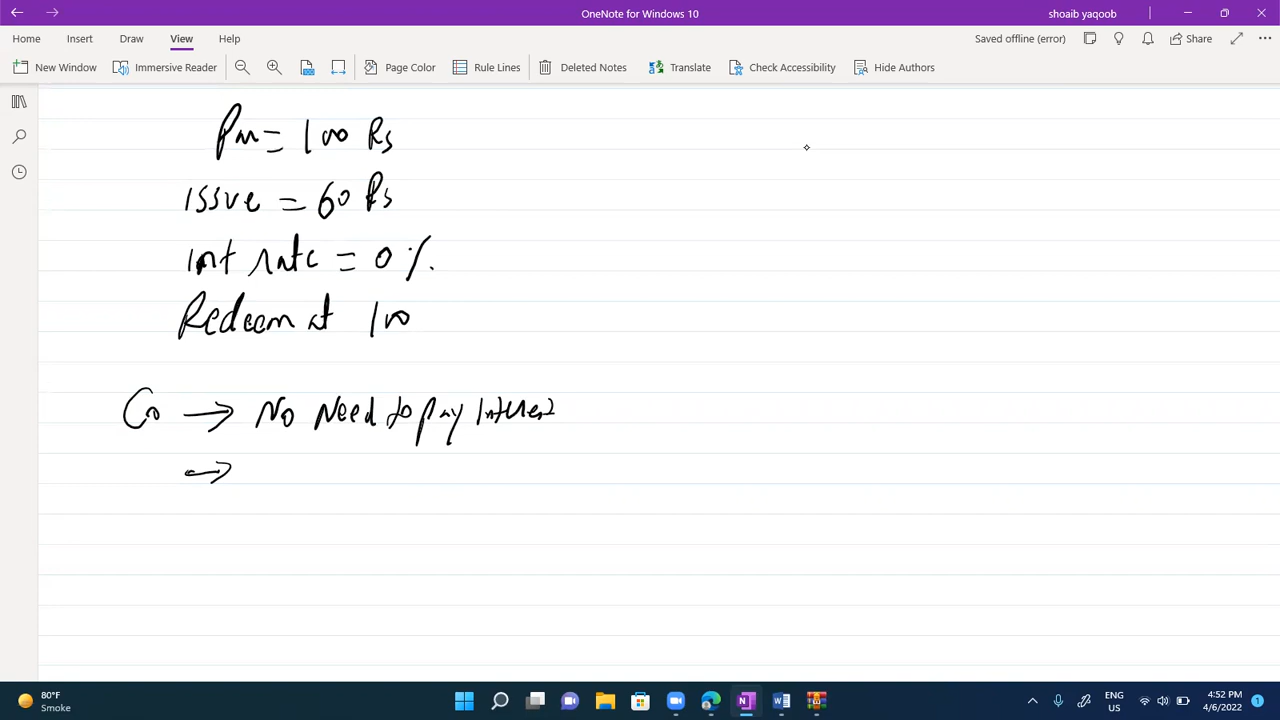 OneNote for Windows 10
shoaib yaqoob
Home Insert Draw View Help
Saved offline (error) Share
New Window Immersive Reader Page Color Rule Lines Deleted Notes Translate Check Accessibility Hide Authors
= 100 Rs
issue = 60 Rs
int rate = 0 %.
Redeem at 100
Co → No Need to pay interest
→
80°F
Smoke
ENG
US
4:52 PM
4/6/2022
1